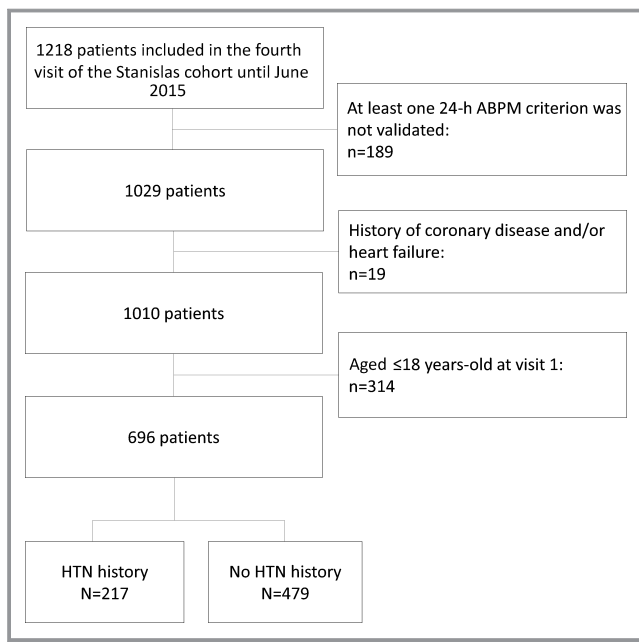 1218 patients included in the fourth
visit of the Stanislas cohort until June
2015
At least one 24-h ABPM criterion was
not validated:
n=189
1029 patients
History of coronary disease and/or
heart failure:
n=19
1010 patients
Aged ≤18 years-old at visit 1:
n=314
696 patients
HTN history
N=217
No HTN history
N=479